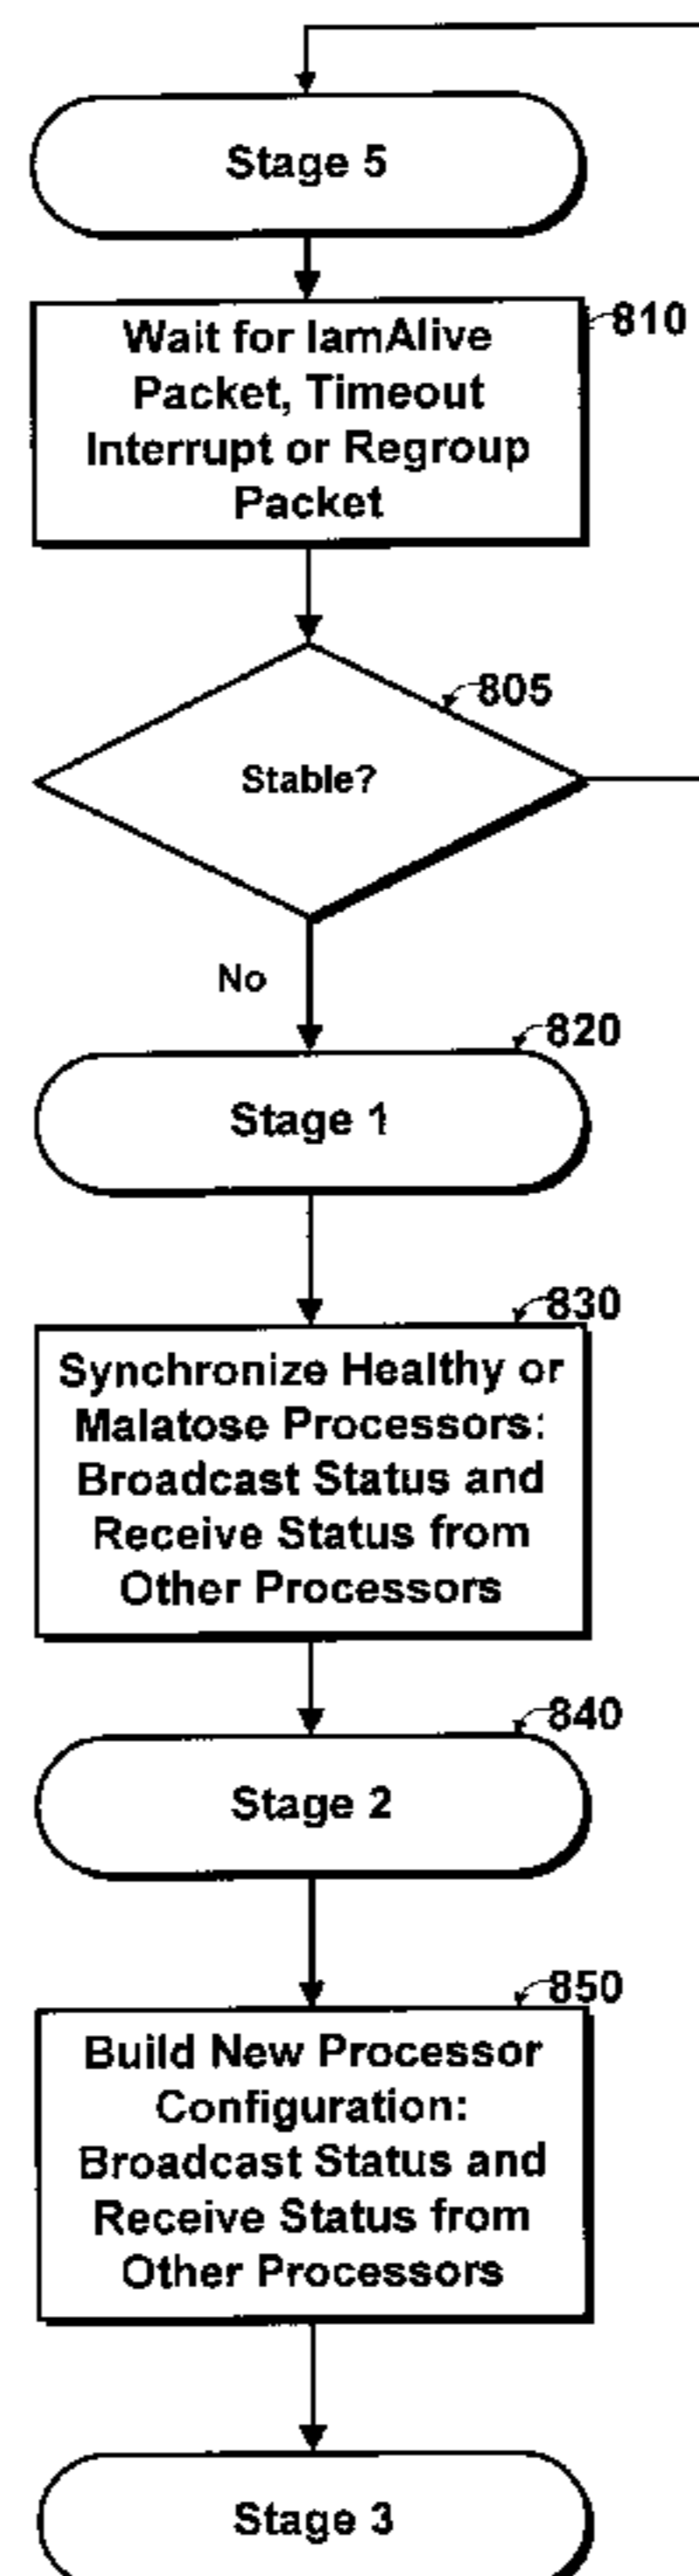 Stage 5
810
Wait for IamAlive
Packet, Timeout
Interrupt or Regroup
Packet
805
Stable?
No
820
Stage 1
830
Synchronize Healthy or
Malatose Processors:
Broadcast Status and
Receive Status from
Other Processors
840
Stage 2
850
Build New Processor
Configuration:
Broadcast Status and
Receive Status from
Other Processors
Stage 3